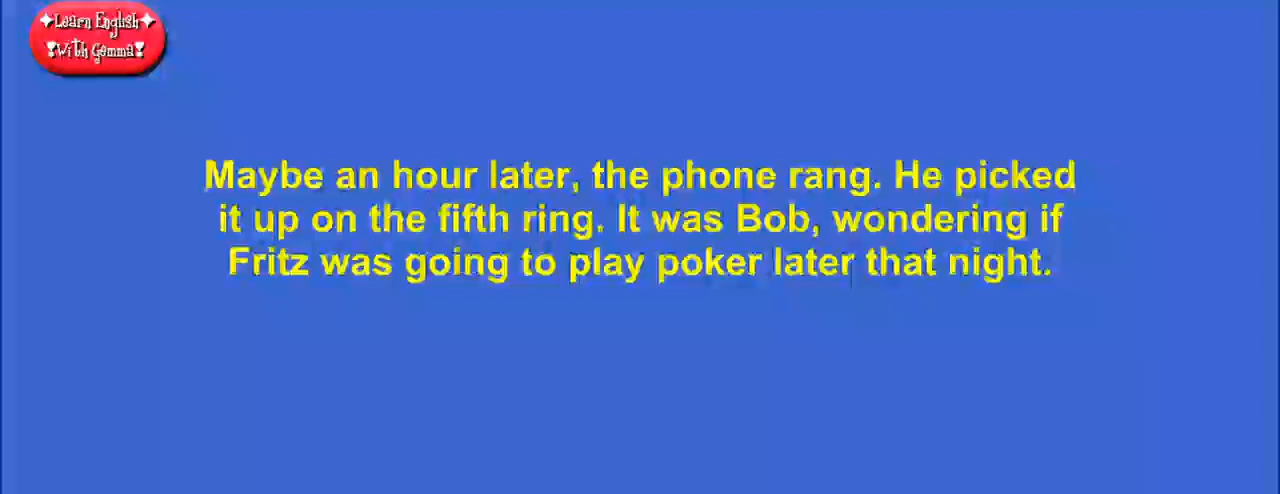 Learn English
With Gemma
Maybe an hour later, the phone rang. He picked
it up on the fifth ring. It was Bob, wondering if
Fritz was going to play poker later that night.